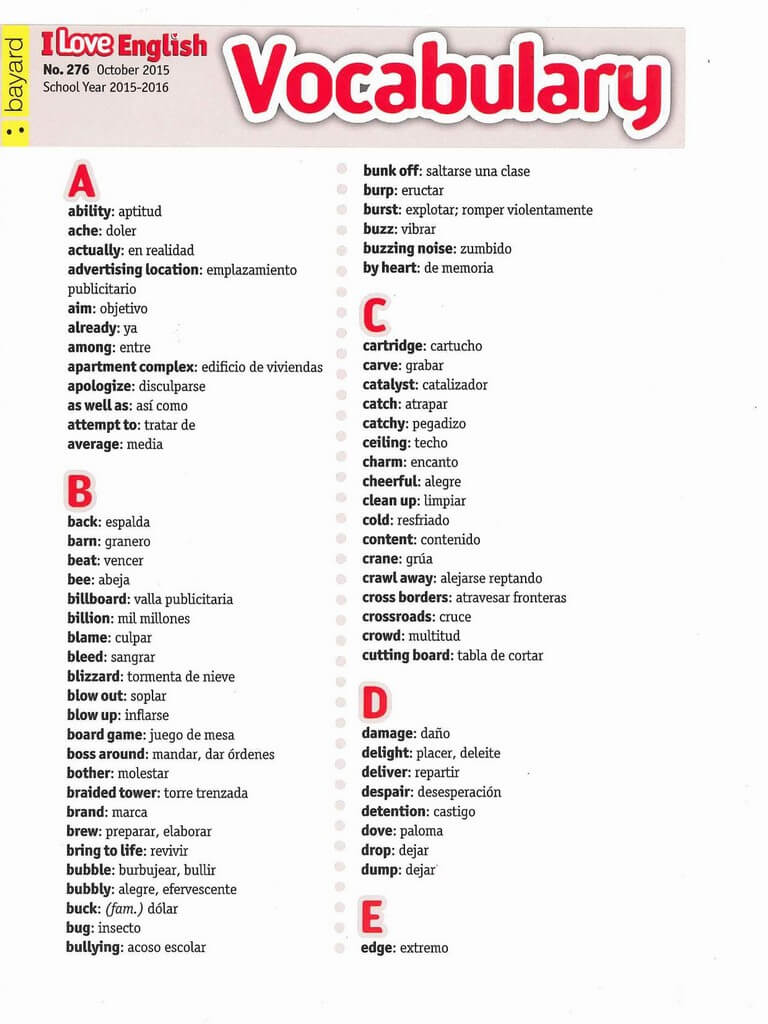 bayard
I Love English
No. 276 October 2015
School Year 2015-2016
Vocabulary
A
ability: aptitud
ache: doler
actually: en realidad
advertising location: emplazamiento
publicitario
aim: objetivo
already: ya
among: entre
apartment complex: edificio de viviendas
apologize: disculparse
as well as: así como
attempt to: tratar de
average: media
B
back: espalda
barn: granero
beat: vencer
bee: abeja
billboard: valla publicitaria
billion: mil millones
blame: culpar
bleed: sangrar
blizzard: tormenta de nieve
blow out: soplar
blow up: inflarse
board game: juego de mesa
boss around: mandar, dar órdenes
bother: molestar
braided tower: torre trenzada
brand: marca
brew: preparar, elaborar
bring to life: revivir
bubble: burbujear, bullir
bubbly: alegre, efervescente
buck: (fam.) dólar
bug: insecto
bullying: acoso escolar
bunk off: saltarse una clase
burp: eructar
burst: explotar; romper violentamente
buzz: vibrar
buzzing noise: zumbido
by heart: de memoria
C
cartridge: cartucho
carve: grabar
catalyst: catalizador
catch: atrapar
catchy: pegadizo
ceiling: techo
charm: encanto
cheerful: alegre
clean up: limpiar
cold: resfriado
content: contenido
crane: grúa
crawl away: alejarse reptando
cross borders: atravesar fronteras
crossroads: cruce
crowd: multitud
cutting board: tabla de cortar
D
damage: daño
delight: placer, deleite
deliver: repartir
despair: desesperación
detention: castigo
dove: paloma
drop: dejar
dump: dejar
E
edge: extremo